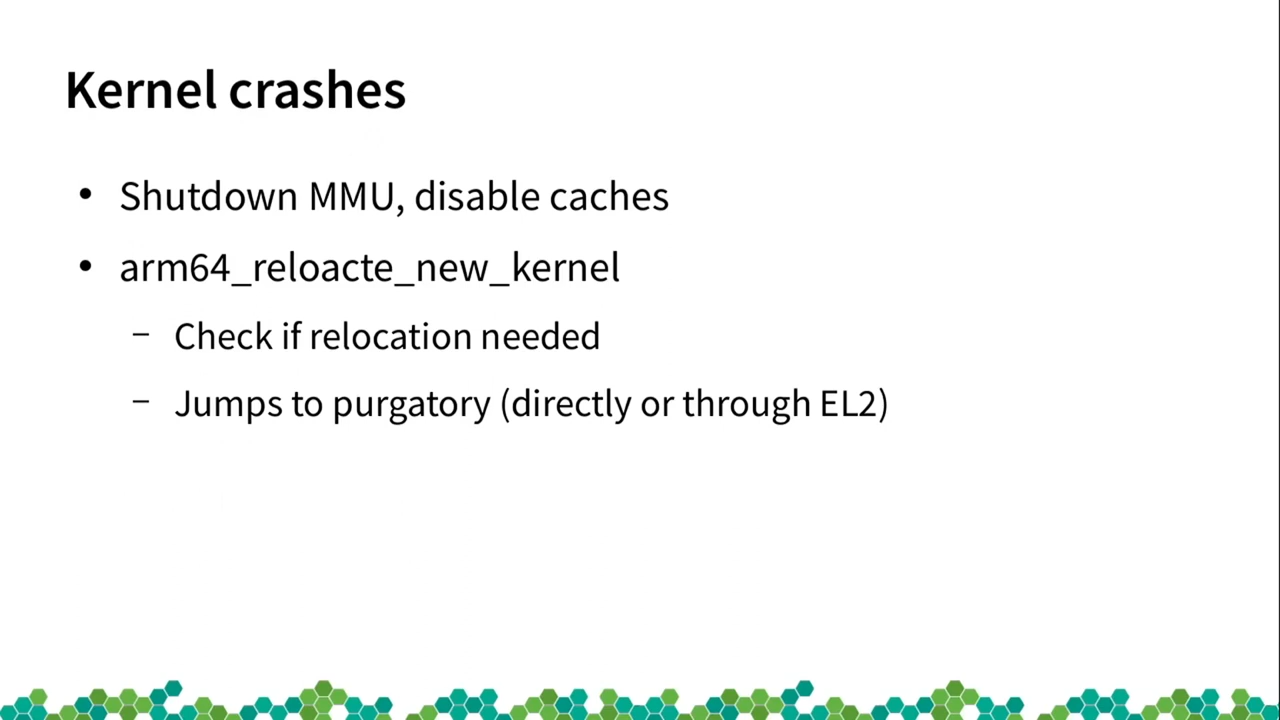 Kernel crashes
• Shutdown MMU, disable caches
• arm64_reloacte_new_kernel
– Check if relocation needed
– Jumps to purgatory (directly or through EL2)